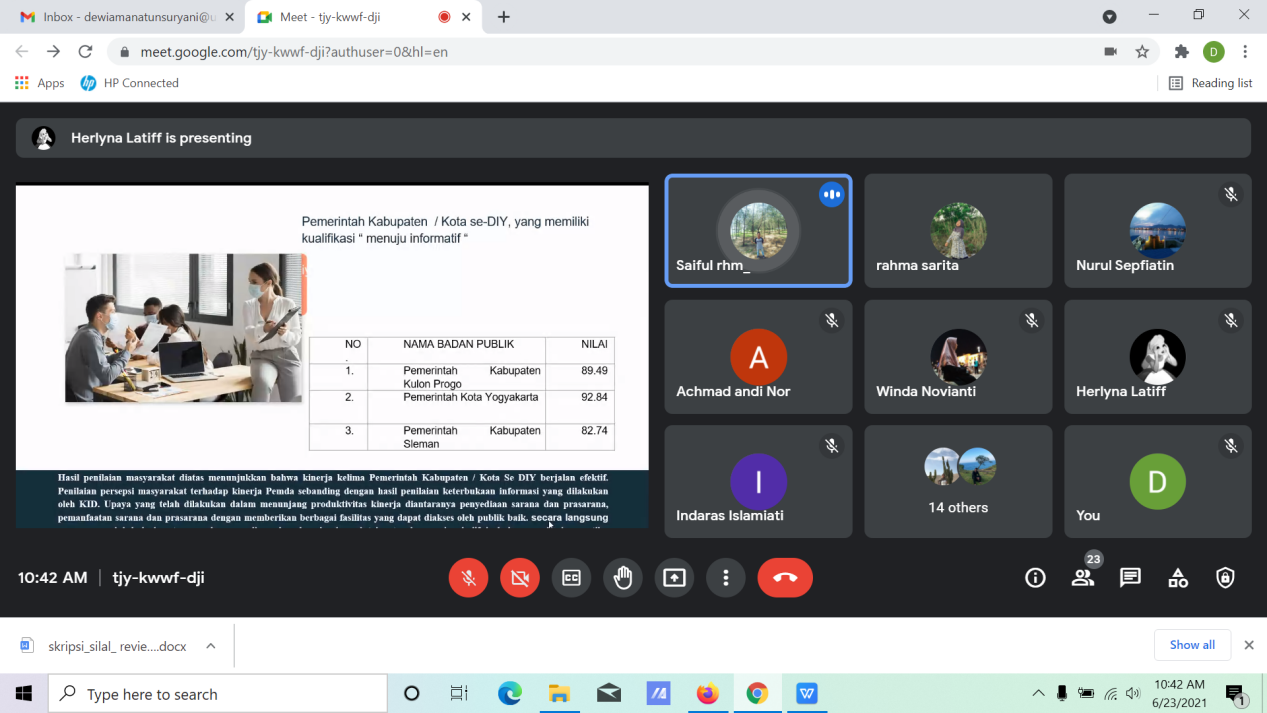 Inbox - dewiamanatunsuryani@u
Meet - tjy-kwwf-dji
meet.google.com/tjy-kwwf-dji?authuser=0&hl=en
D
Apps
HP Connected
Reading list
Herlyna Latiff is presenting
Pemerintah Kabupaten / Kota se-DIY, yang memiliki
kualifikasi “ menuju informatif “
NO
.
NAMA BADAN PUBLIK
NILAI
1.
Pemerintah Kabupaten
Kulon Progo
89.49
2.
Pemerintah Kota Yogyakarta
92.84
3.
Pemerintah Kabupaten
Sleman
82.74
Hasil penilaian masyarakat diatas menunjukkan bahwa kinerja kelima Pemerintah Kabupaten / Kota Se DIY berjalan efektif.
Penilaian persepsi masyarakat terhadap kinerja Pemda sebanding dengan hasil penilaian keterbukaan informasi yang dilakukan
oleh KID. Upaya yang telah dilakukan dalam menunjang produktivitas kinerja diantaranya penyediaan sarana dan prasarana,
pemanfaatan sarana dan prasarana dengan memberikan berbagai fasilitas yang dapat diakses oleh publik baik. secara langsung
Saiful rhm_
rahma sarita
Nurul Sepfiatin
A
Achmad andi Nor
Winda Novianti
Herlyna Latiff
I
Indaras Islamiati
14 others
D
You
10:42 AM
tjy-kwwf-dji
23
skripsi_silal_ revie....docx
Show all
Type here to search
10:42 AM
6/23/2021
1